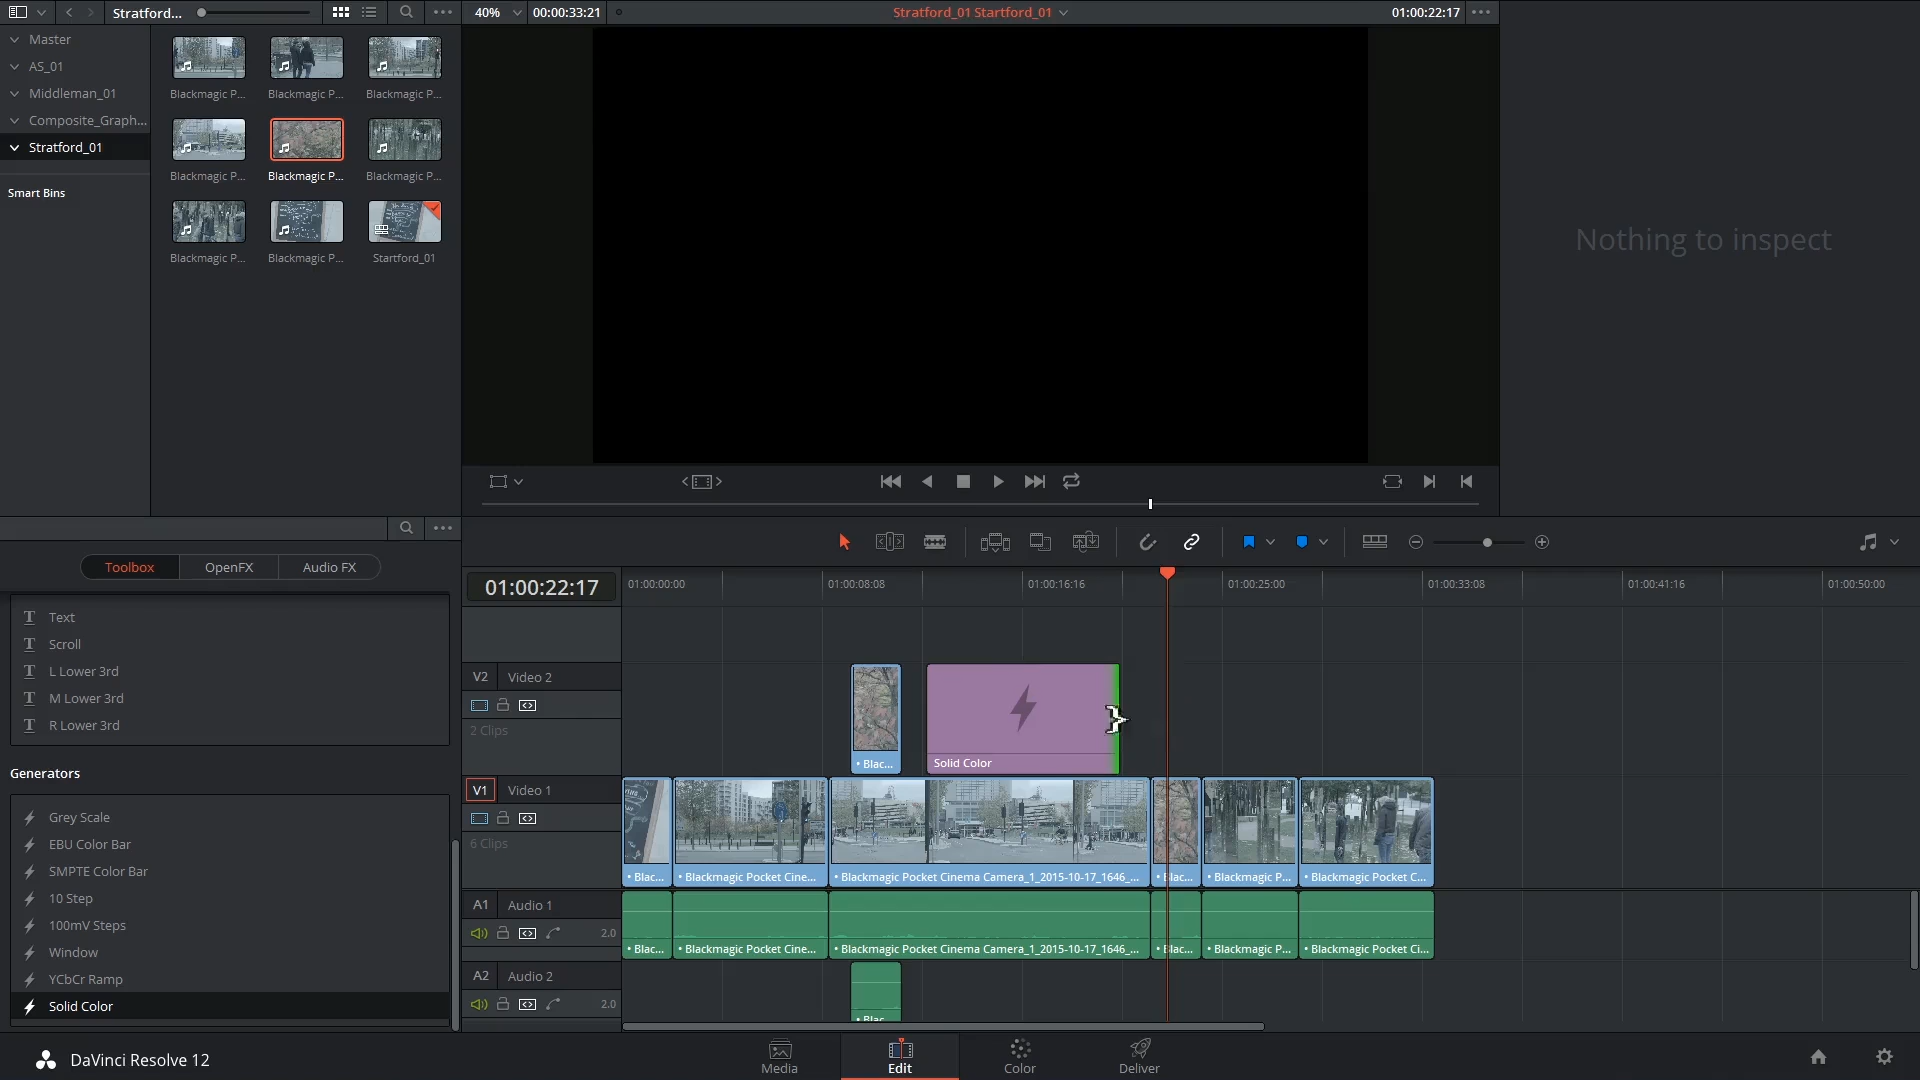 Stratford...
40%
00:00:33:21
Stratford_01 Startford_01
01:00:22:17
Master
AS_01
Middleman_01
Composite_Graph...
Stratford_01
Smart Bins
Blackmagic P...
Blackmagic P...
Blackmagic P...
Blackmagic P...
Blackmagic P...
Blackmagic P...
Blackmagic P...
Blackmagic P...
Startford_01
Nothing to inspect
Toolbox
OpenFX
Audio FX
Text
Scroll
L Lower 3rd
M Lower 3rd
R Lower 3rd
Generators
Grey Scale
EBU Color Bar
SMPTE Color Bar
10 Step
100mV Steps
Window
YCbCr Ramp
Solid Color
01:00:22:17
01:00:00:00
01:00:08:08
01:00:16:16
01:00:25:00
01:00:33:08
01:00:41:16
01:00:50:00
V2
Video 2
2 Clips
• Blac...
Solid Color
V1
Video 1
6 Clips
• Blac...
• Blackmagic Pocket Cine...
• Blackmagic Pocket Cinema Camera_1_2015-10-17_1646_...
• Blac...
• Blackmagic P...
• Blackmagic Pocket C...
A1
Audio 1
2.0
• Blac...
• Blackmagic Pocket Cine...
• Blackmagic Pocket Cinema Camera_1_2015-10-17_1646_...
• Blac...
• Blackmagic P...
• Blackmagic Pocket Ci...
A2
Audio 2
2.0
• Blac...
DaVinci Resolve 12
Media
Edit
Color
Deliver